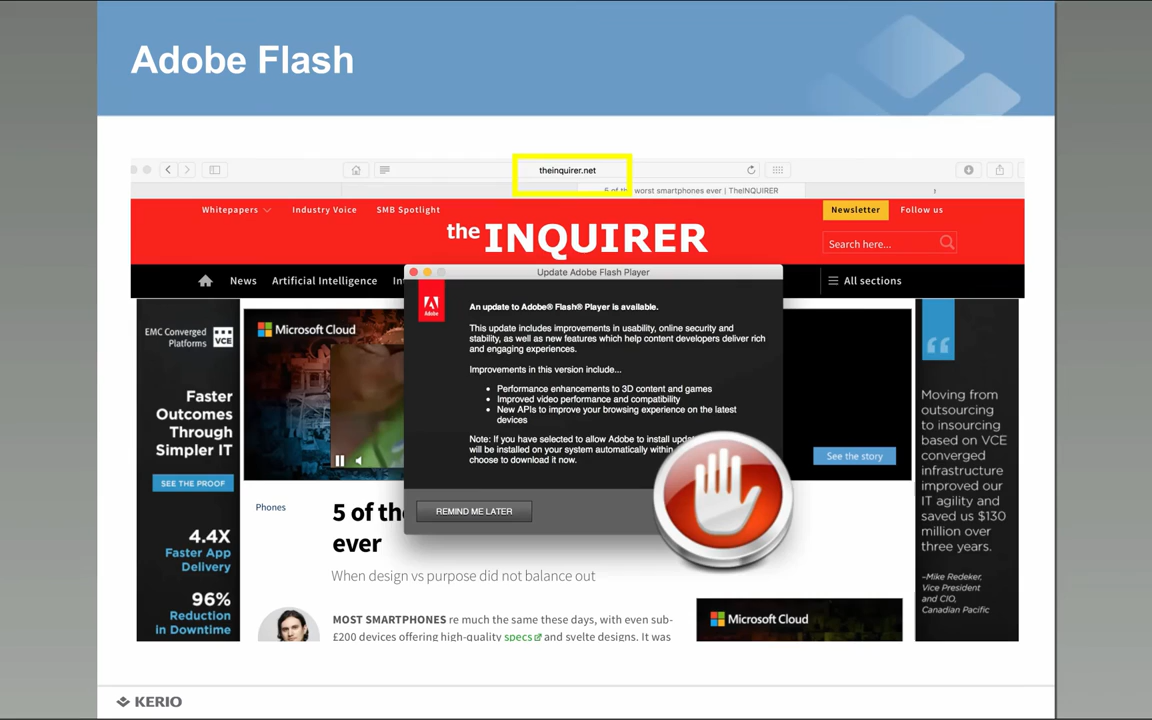 Adobe Flash
theinquirer.net
5 of the worst smartphones ever | TheINQUIRER
Whitepapers
Industry Voice
SMB Spotlight
Newsletter
Follow us
the INQUIRER
Search here...
News
Artificial Intelligence
All sections
Update Adobe Flash Player
Adobe
An update to Adobe® Flash® Player is available.
This update includes improvements in usability, online security and
stability, as well as new features which help content developers deliver rich
and engaging experiences.
Improvements in this version include...
• Performance enhancements to 3D content and games
• Improved video performance and compatibility
• New APIs to improve your browsing experience on the latest
devices
Note: If you have selected to allow Adobe to install
will be installed on your system automatically within
choose to download it now.
REMIND ME LATER
EMC Converged
Platforms
VCE
Faster
Outcomes
Through
Simpler IT
SEE THE PROOF
4.4X
Faster App
Delivery
96%
Reduction
in Downtime
Microsoft Cloud
See the story
Moving from
outsourcing
to insourcing
based on VCE
converged
infrastructure
improved our
IT agility and
saved us $130
million over
three years.
–Mike Redeker,
Vice President
and CIO,
Canadian Pacific
Phones
5 of the
ever
When design vs purpose did not balance out
MOST SMARTPHONES re much the same these days, with even sub-
£200 devices offering high-quality specs and svelte designs. It was
Microsoft Cloud
KERIO